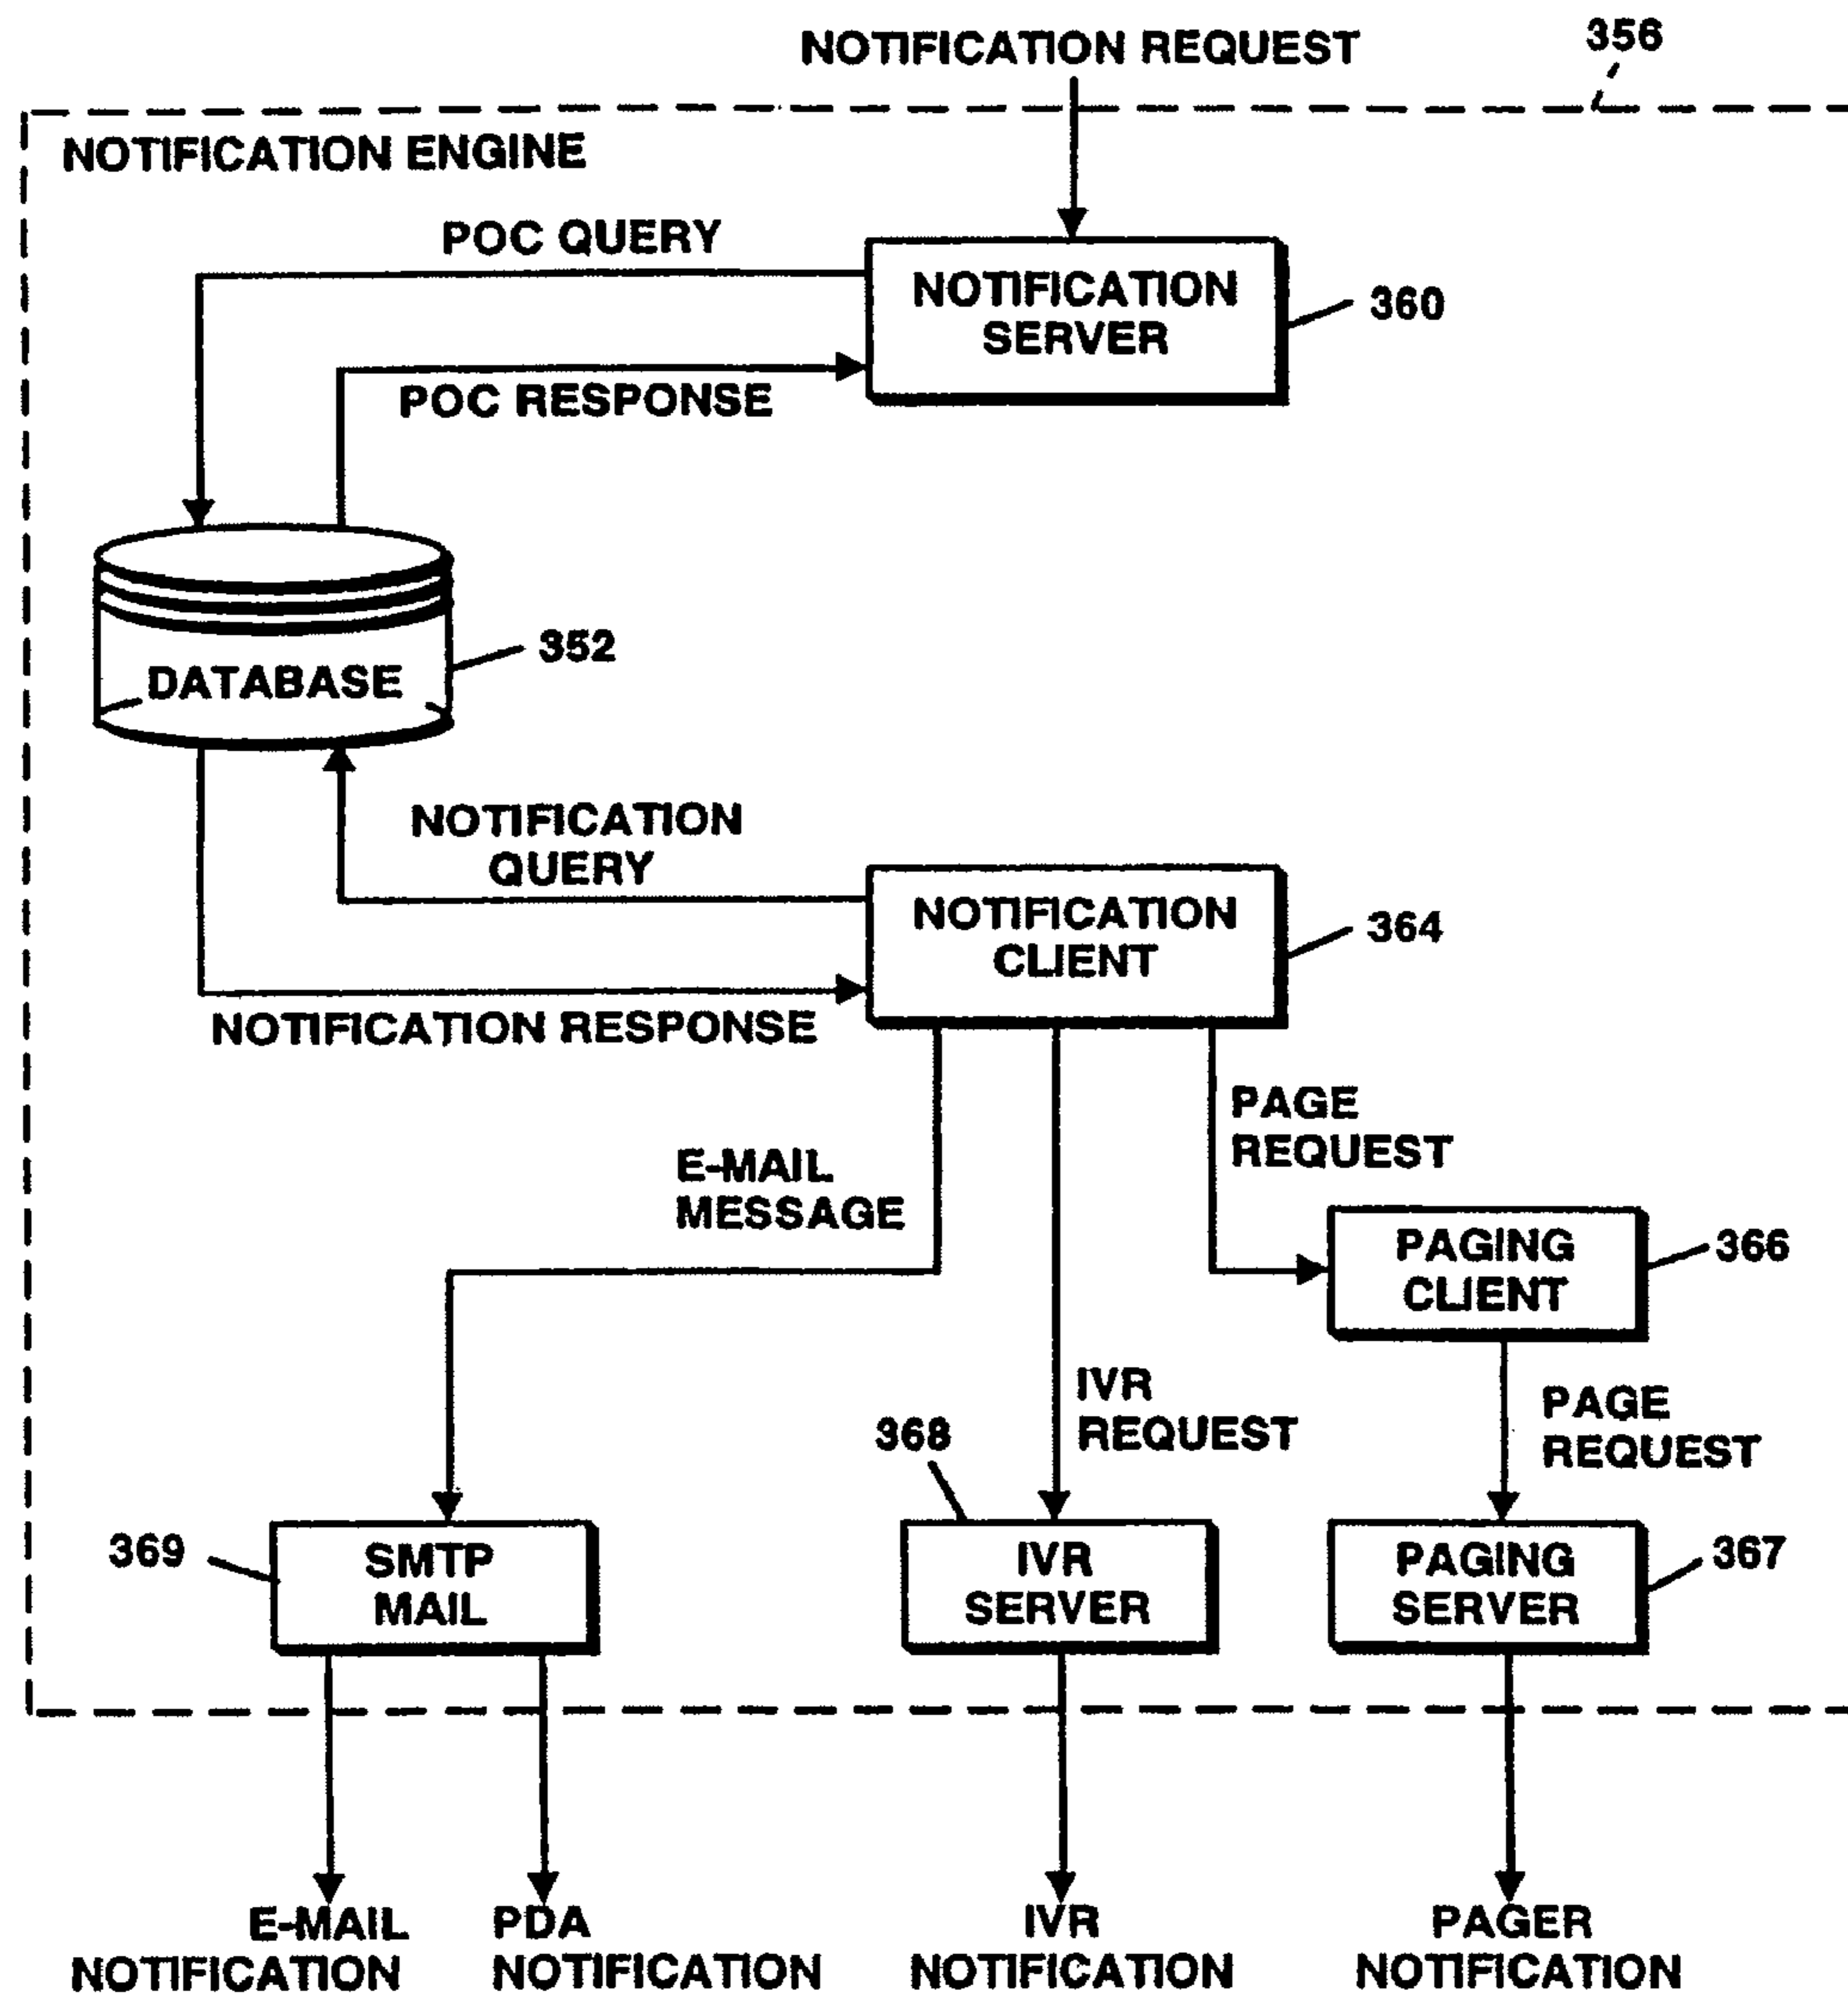 NOTIFICATION REQUEST
356
NOTIFICATION ENGINE
POC QUERY
NOTIFICATION
SERVER
360
POC RESPONSE
352
DATABASE
NOTIFICATION
QUERY
NOTIFICATION
CLIENT
364
NOTIFICATION RESPONSE
PAGE
REQUEST
E-MAIL
MESSAGE
PAGING
CLIENT
366
IVR
REQUEST
PAGE
REQUEST
368
369
SMTP
MAIL
IVR
SERVER
PAGING
SERVER
367
E-MAIL
NOTIFICATION
PDA
NOTIFICATION
IVR
NOTIFICATION
PAGER
NOTIFICATION